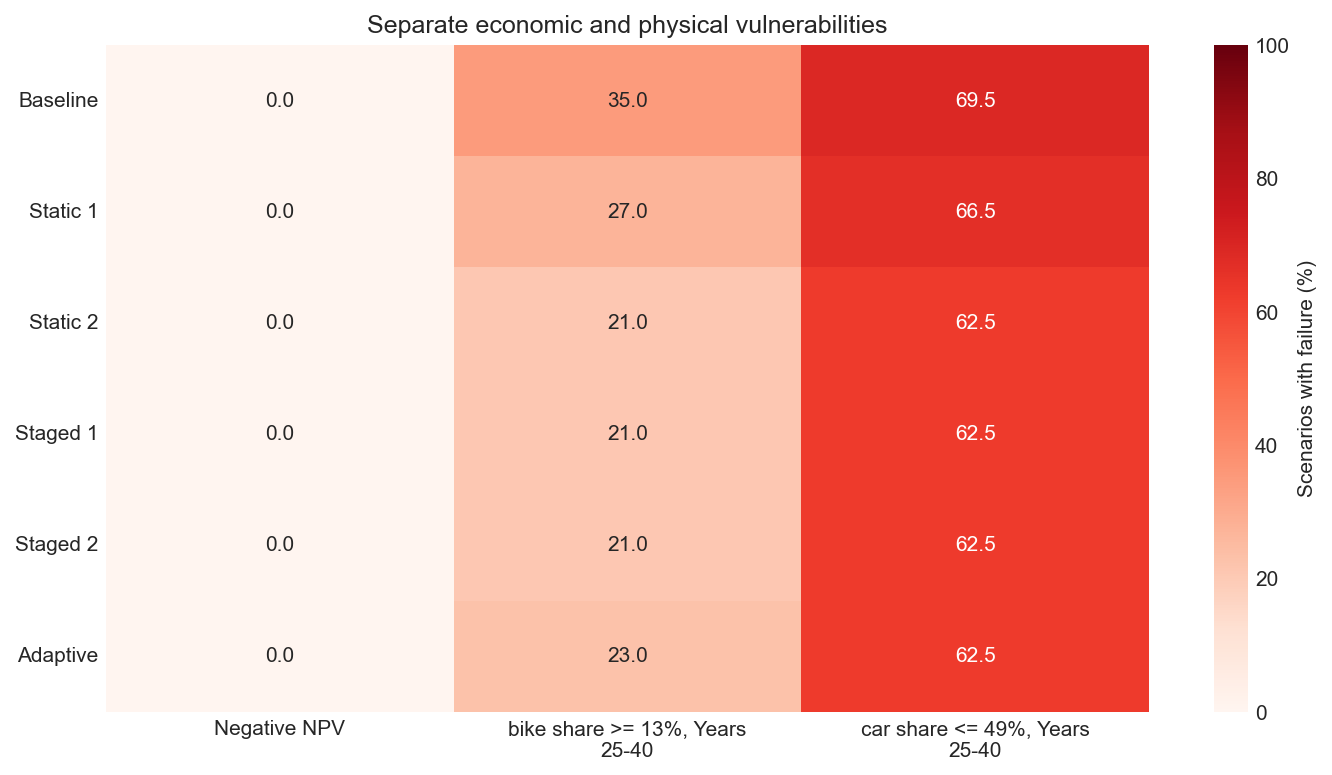 Separate economic and physical vulnerabilities
Baseline 0.0 35.0 69.5
Static 1 0.0 27.0 66.5
Static 2 0.0 21.0 62.5
Staged 1 0.0 21.0 62.5
Staged 2 0.0 21.0 62.5
Adaptive 0.0 23.0 62.5
Negative NPV
bike share >= 13%, Years
25-40
car share <= 49%, Years
25-40
100
80
60
40
20
0
Scenarios with failure (%)